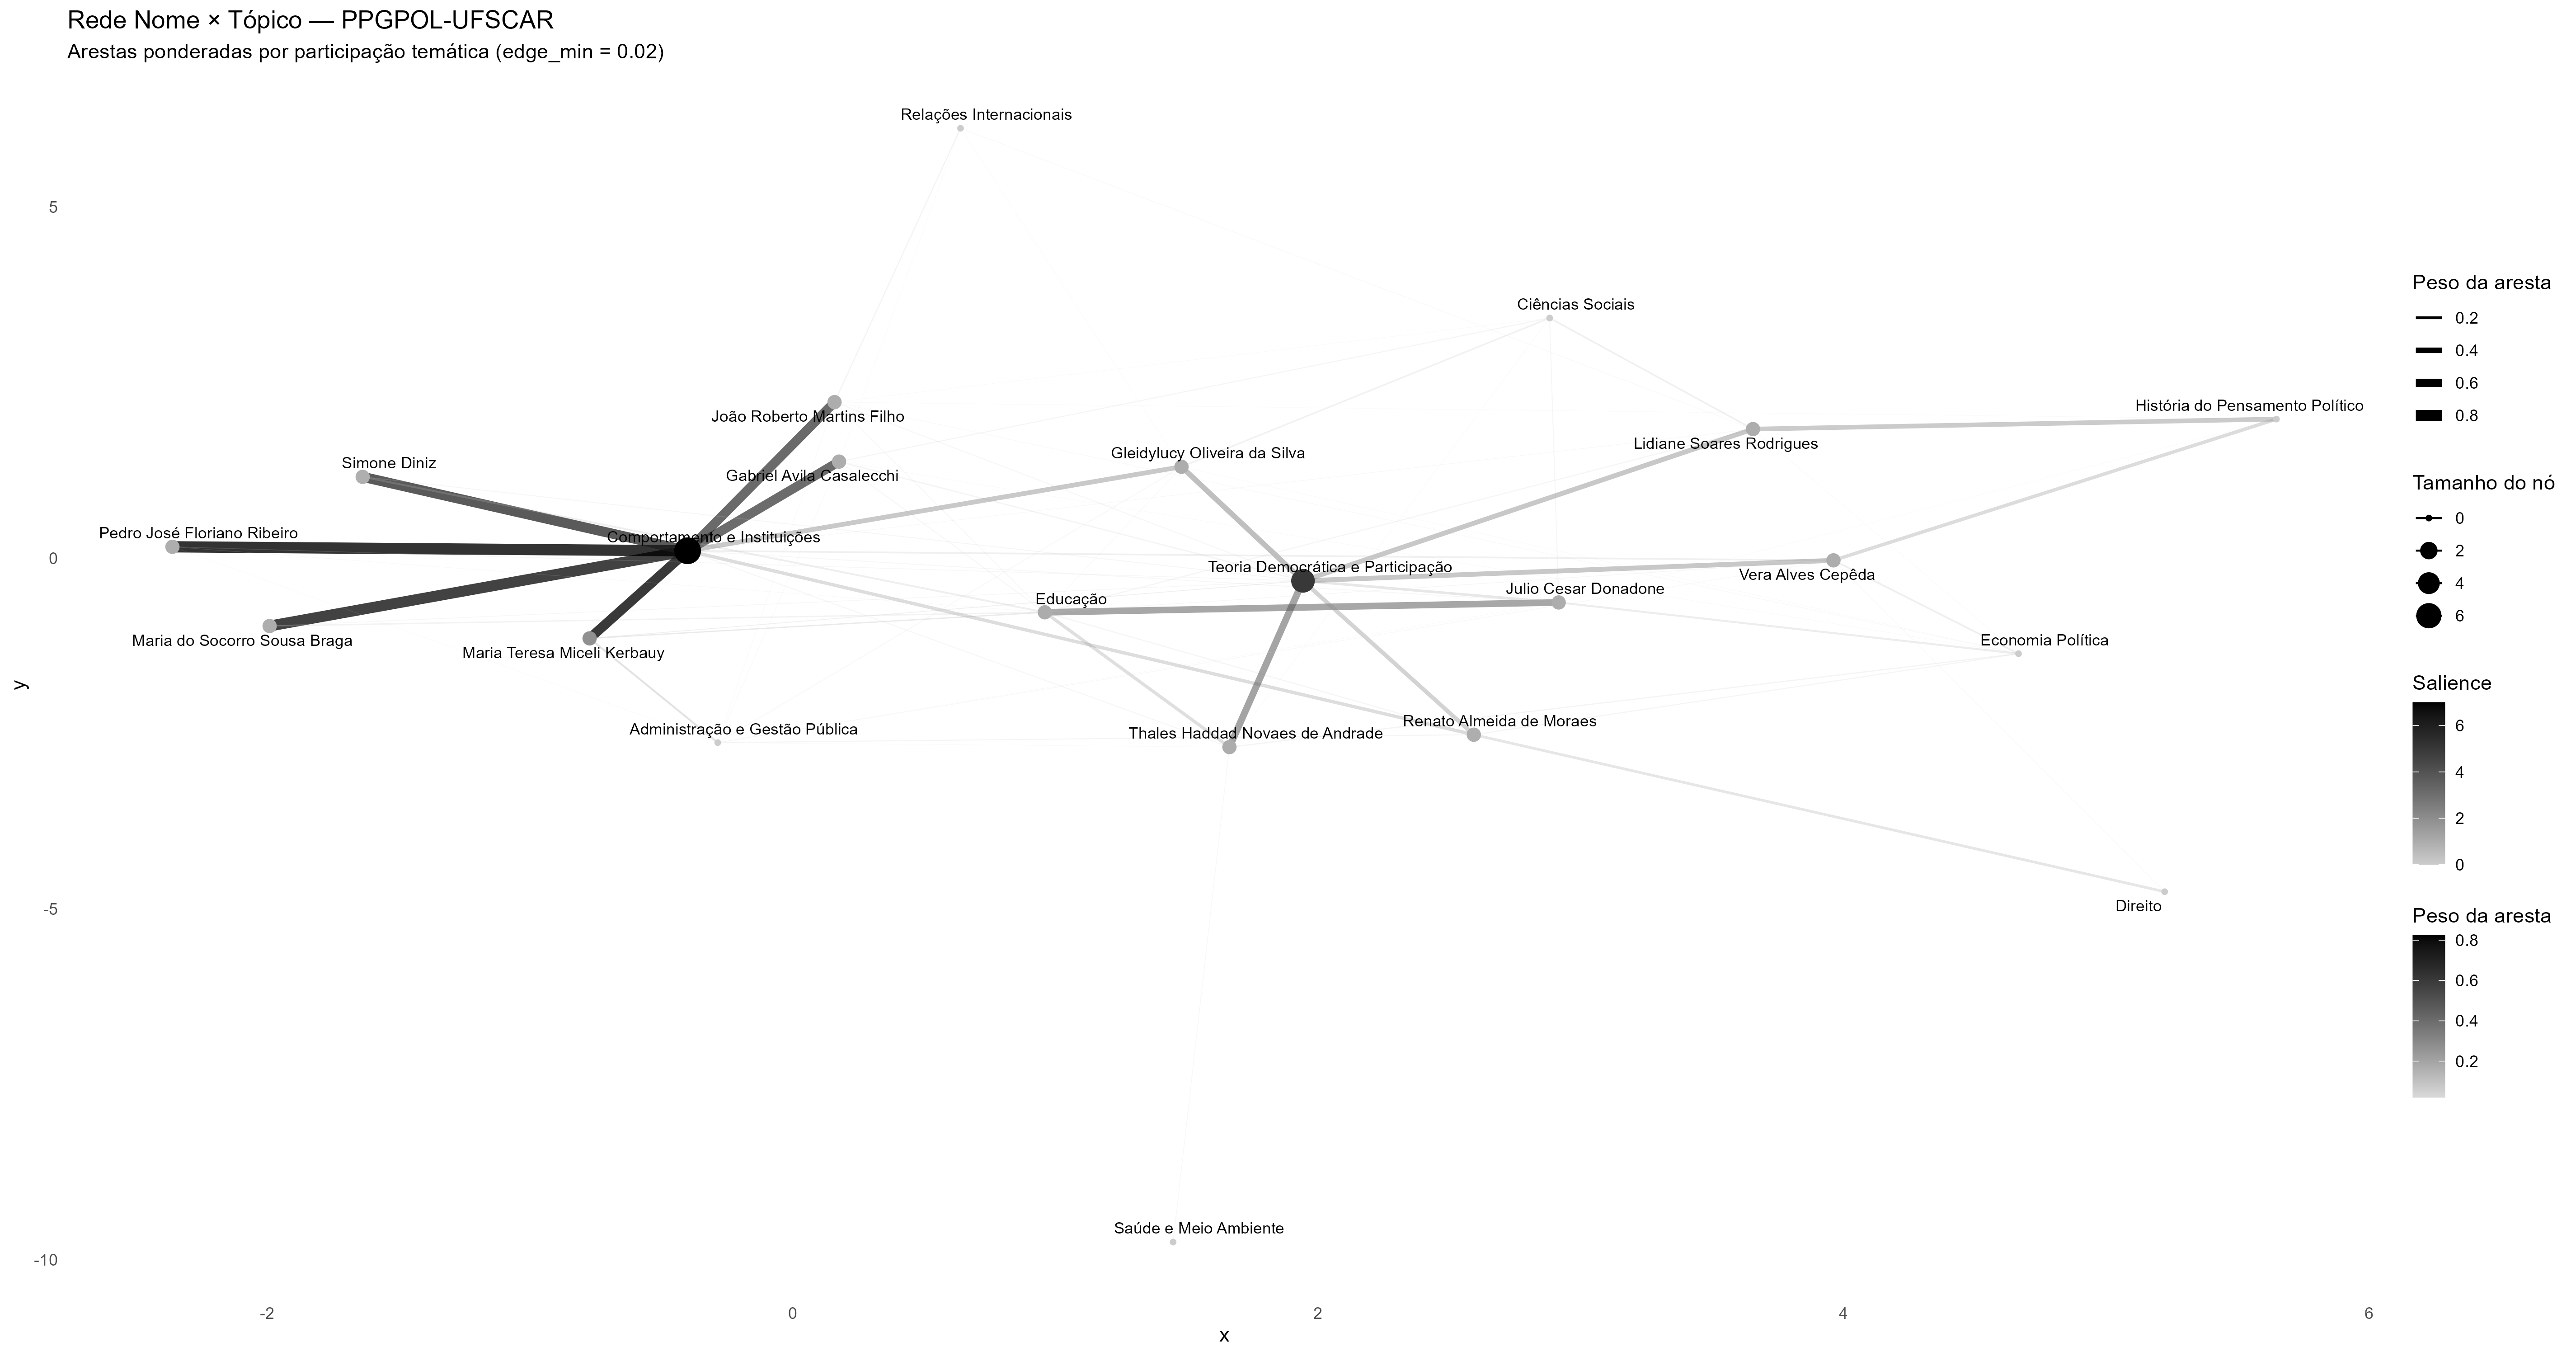 Rede Nome × Tópico — PPGPOL-UFSCAR
Arestas ponderadas por participação temática (edge_min = 0.02)
Relações Internacionais
5
Ciências Sociais
História do Pensamento Político
João Roberto Martins Filho
Lidiane Soares Rodrigues
Gleidylucy Oliveira da Silva
Simone Diniz
Gabriel Avila Casalecchi
Pedro José Floriano Ribeiro
Comportamento e Instituições
0
Teoria Democrática e Participação
Vera Alves Cepêda
Julio Cesar Donadone
Educação
Maria do Socorro Sousa Braga
Economia Política
Maria Teresa Miceli Kerbauy
y
Renato Almeida de Moraes
Administração e Gestão Pública
Thales Haddad Novaes de Andrade
-5
Direito
Saúde e Meio Ambiente
-10
-2
0
2
4
6
x
Peso da aresta
0.2
0.4
0.6
0.8
Tamanho do nó
0
2
4
6
Salience
6
4
2
0
Peso da aresta
0.8
0.6
0.4
0.2